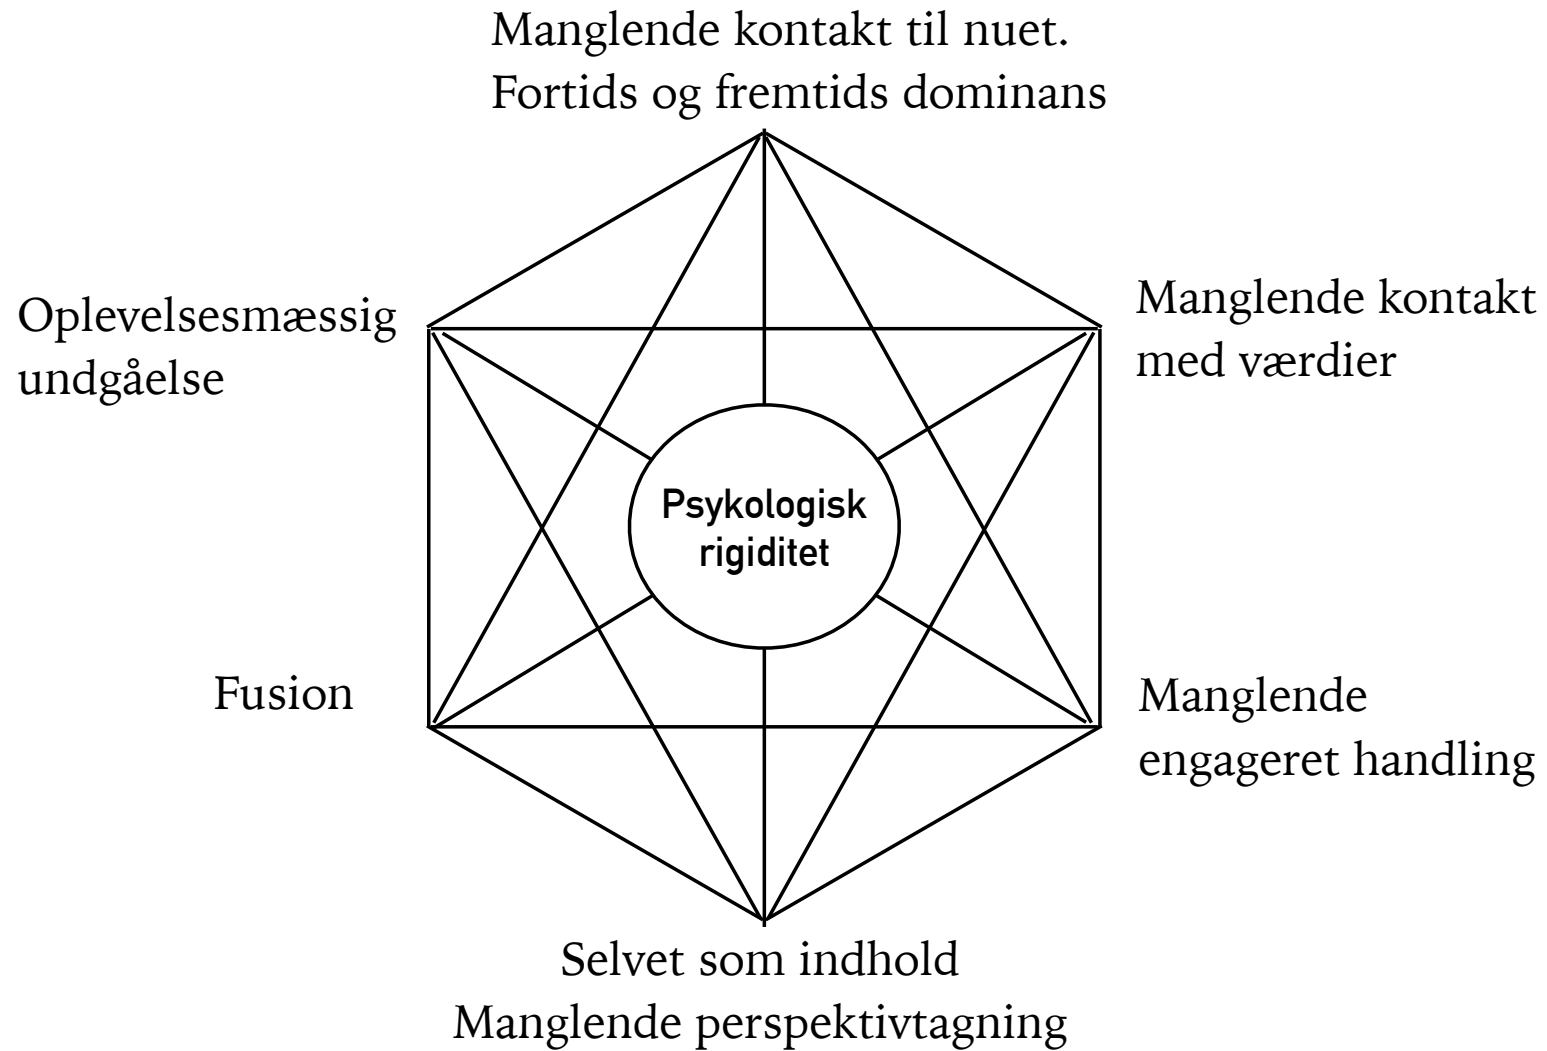 Manglende kontakt til nuet.
Fortids og fremtids dominans
Oplevelsesmæssig
undgåelse
Manglende kontakt
med værdier
Psykologisk
rigiditet
Fusion
Manglende
engageret handling
Selvet som indhold
Manglende perspektivtagning